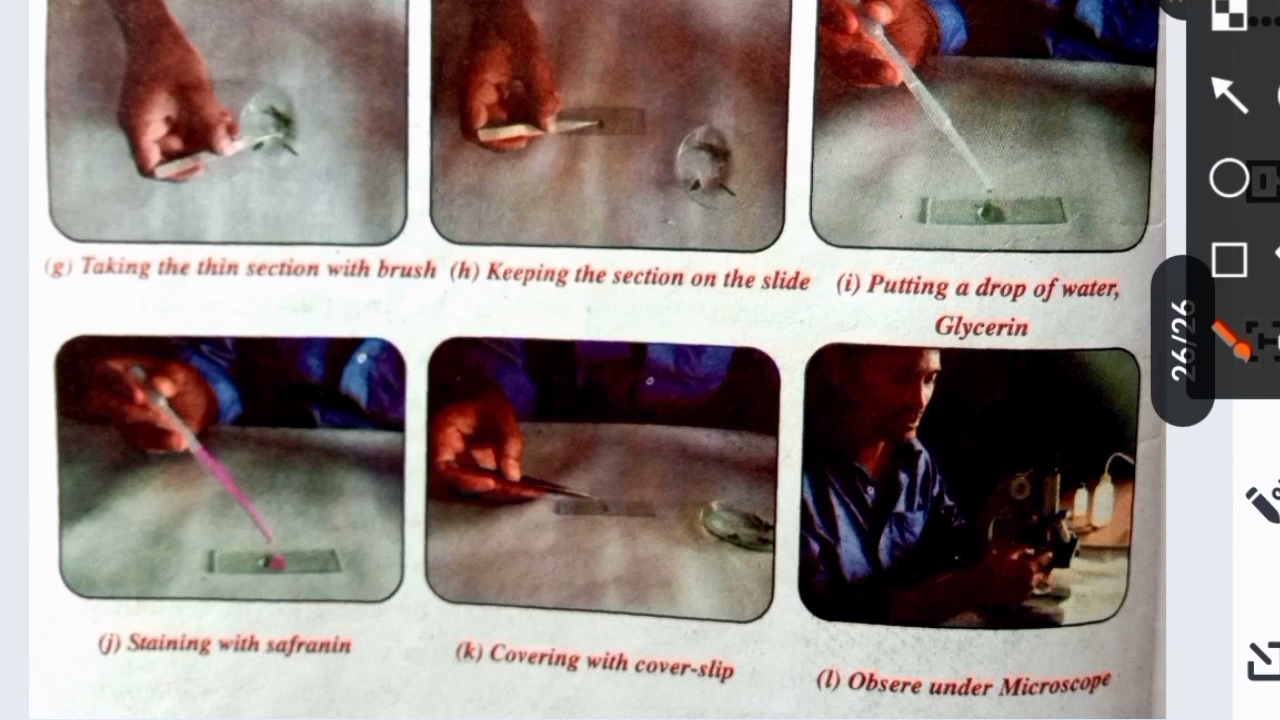 (g) Taking the thin section with brush (h) Keeping the section on the slide (i) Putting a drop of water,
Glycerin
(j) Staining with safranin (k) Covering with cover-slip (l) Obsere under Microscope
26/26